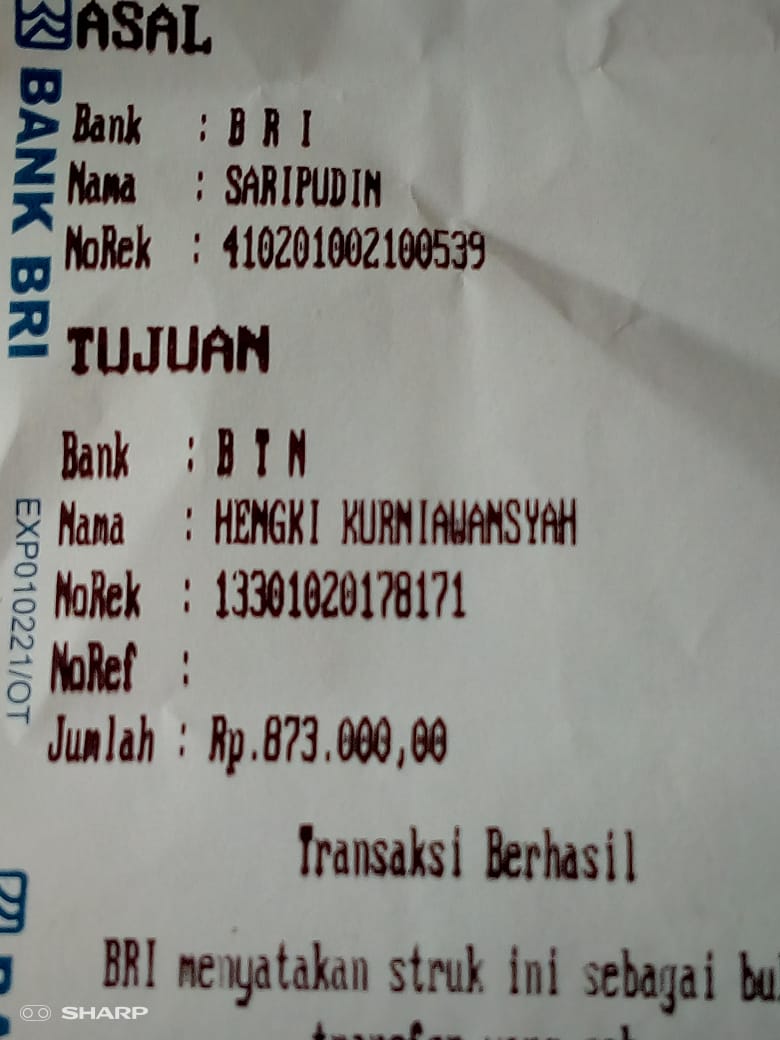 ASAL
BANK BRI
Bank : B R I
Nama : SARIPUDIN
NoRek : 410201002100539
TUJUAN
Bank : B T N
Nama : HENGKI KURNIAWANSYAH
NoRek : 13301020178171
NoRef :
Jumlah : Rp.873.000,00
EXP010221/OT
Transaksi Berhasil
BRI menyatakan struk ini sebagai
SHARP